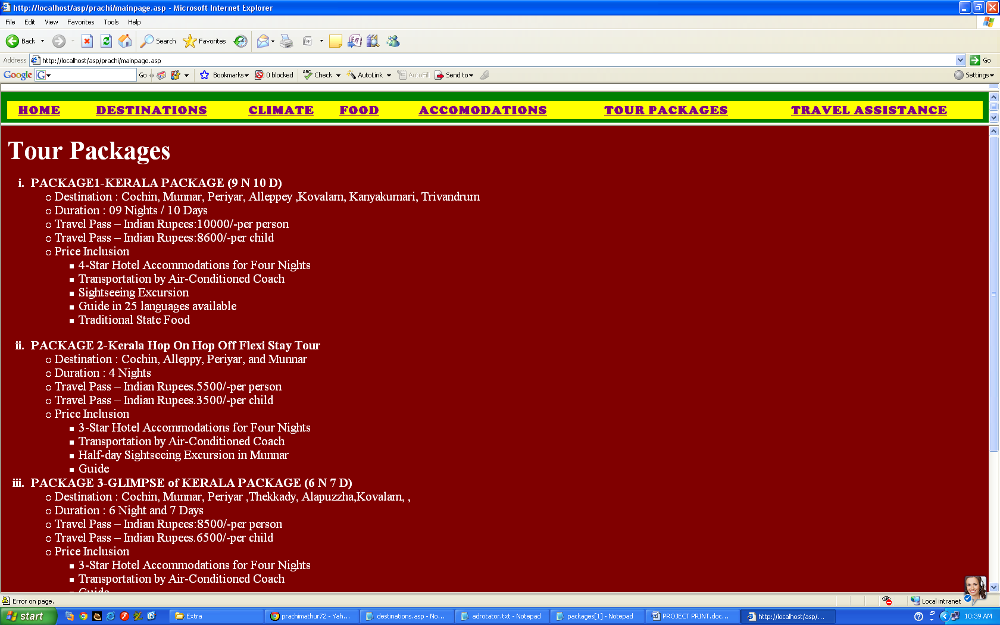 http://localhost/asp/prachi/mainpage.asp - Microsoft Internet Explorer
File Edit View Favorites Tools Help
Back Search Favorites
Address http://localhost/asp/prachi/mainpage.asp Go
Google G Go Bookmarks 0 blocked ABC Check AutoLink AutoFill Send to Settings
HOME DESTINATIONS CLIMATE FOOD ACCOMODATIONS TOUR PACKAGES TRAVEL ASSISTANCE
Tour Packages
i. PACKAGE1-KERALA PACKAGE (9 N 10 D)
Destination : Cochin, Munnar, Periyar, Alleppey ,Kovalam, Kanyakumari, Trivandrum
Duration : 09 Nights / 10 Days
Travel Pass – Indian Rupees:10000/-per person
Travel Pass – Indian Rupees:8600/-per child
Price Inclusion
4-Star Hotel Accommodations for Four Nights
Transportation by Air-Conditioned Coach
Sightseeing Excursion
Guide in 25 languages available
Traditional State Food
ii. PACKAGE 2-Kerala Hop On Hop Off Flexi Stay Tour
Destination : Cochin, Alleppy, Periyar, and Munnar
Duration : 4 Nights
Travel Pass – Indian Rupees.5500/-per person
Travel Pass – Indian Rupees.3500/-per child
Price Inclusion
3-Star Hotel Accommodations for Four Nights
Transportation by Air-Conditioned Coach
Half-day Sightseeing Excursion in Munnar
Guide
iii. PACKAGE 3-GLIMPSE of KERALA PACKAGE (6 N 7 D)
Destination : Cochin, Munnar, Periyar ,Thekkady, Alapuzzha,Kovalam, ,
Duration : 6 Night and 7 Days
Travel Pass – Indian Rupees:8500/-per person
Travel Pass – Indian Rupees.6500/-per child
Price Inclusion
3-Star Hotel Accommodations for Four Nights
Transportation by Air-Conditioned Coach
Guide
Error on page. Local intranet
start Extra prachimathur72 - Yah... destinations.asp - No... adrotator.txt - Notepad packages[1] - Notepad PROJECT PRINT.doc... http://localhost/asp/... 10:39 AM